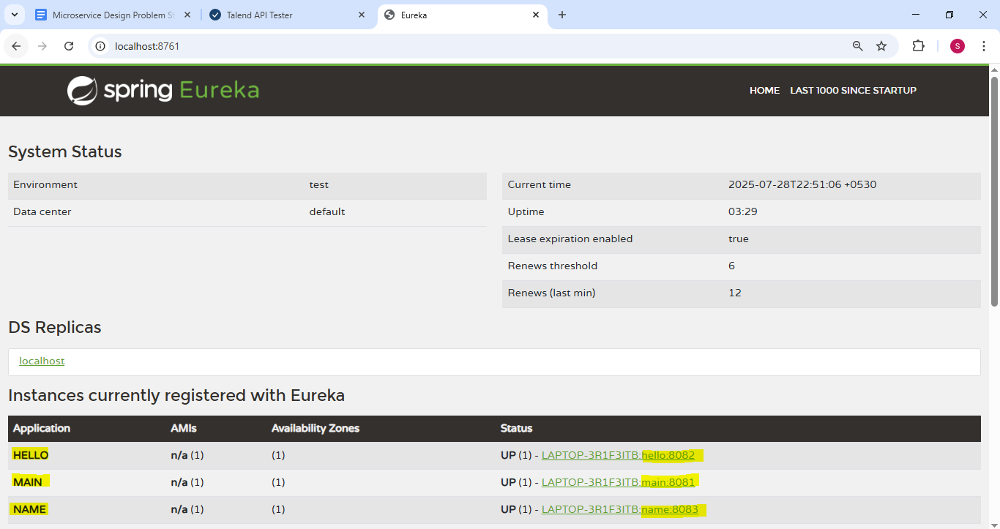 Microservice Design Problem St
Talend API Tester
Eureka
localhost:8761
S
spring Eureka
HOME LAST 1000 SINCE STARTUP
System Status
Environment test
Data center default
Current time 2025-07-28T22:51:06 +0530
Uptime 03:29
Lease expiration enabled true
Renews threshold 6
Renews (last min) 12
DS Replicas
localhost
Instances currently registered with Eureka
Application AMIs Availability Zones Status
HELLO n/a (1) (1) UP (1) - LAPTOP-3R1F3ITB:hello:8082
MAIN n/a (1) (1) UP (1) - LAPTOP-3R1F3ITB:main:8081
NAME n/a (1) (1) UP (1) - LAPTOP-3R1F3ITB:name:8083